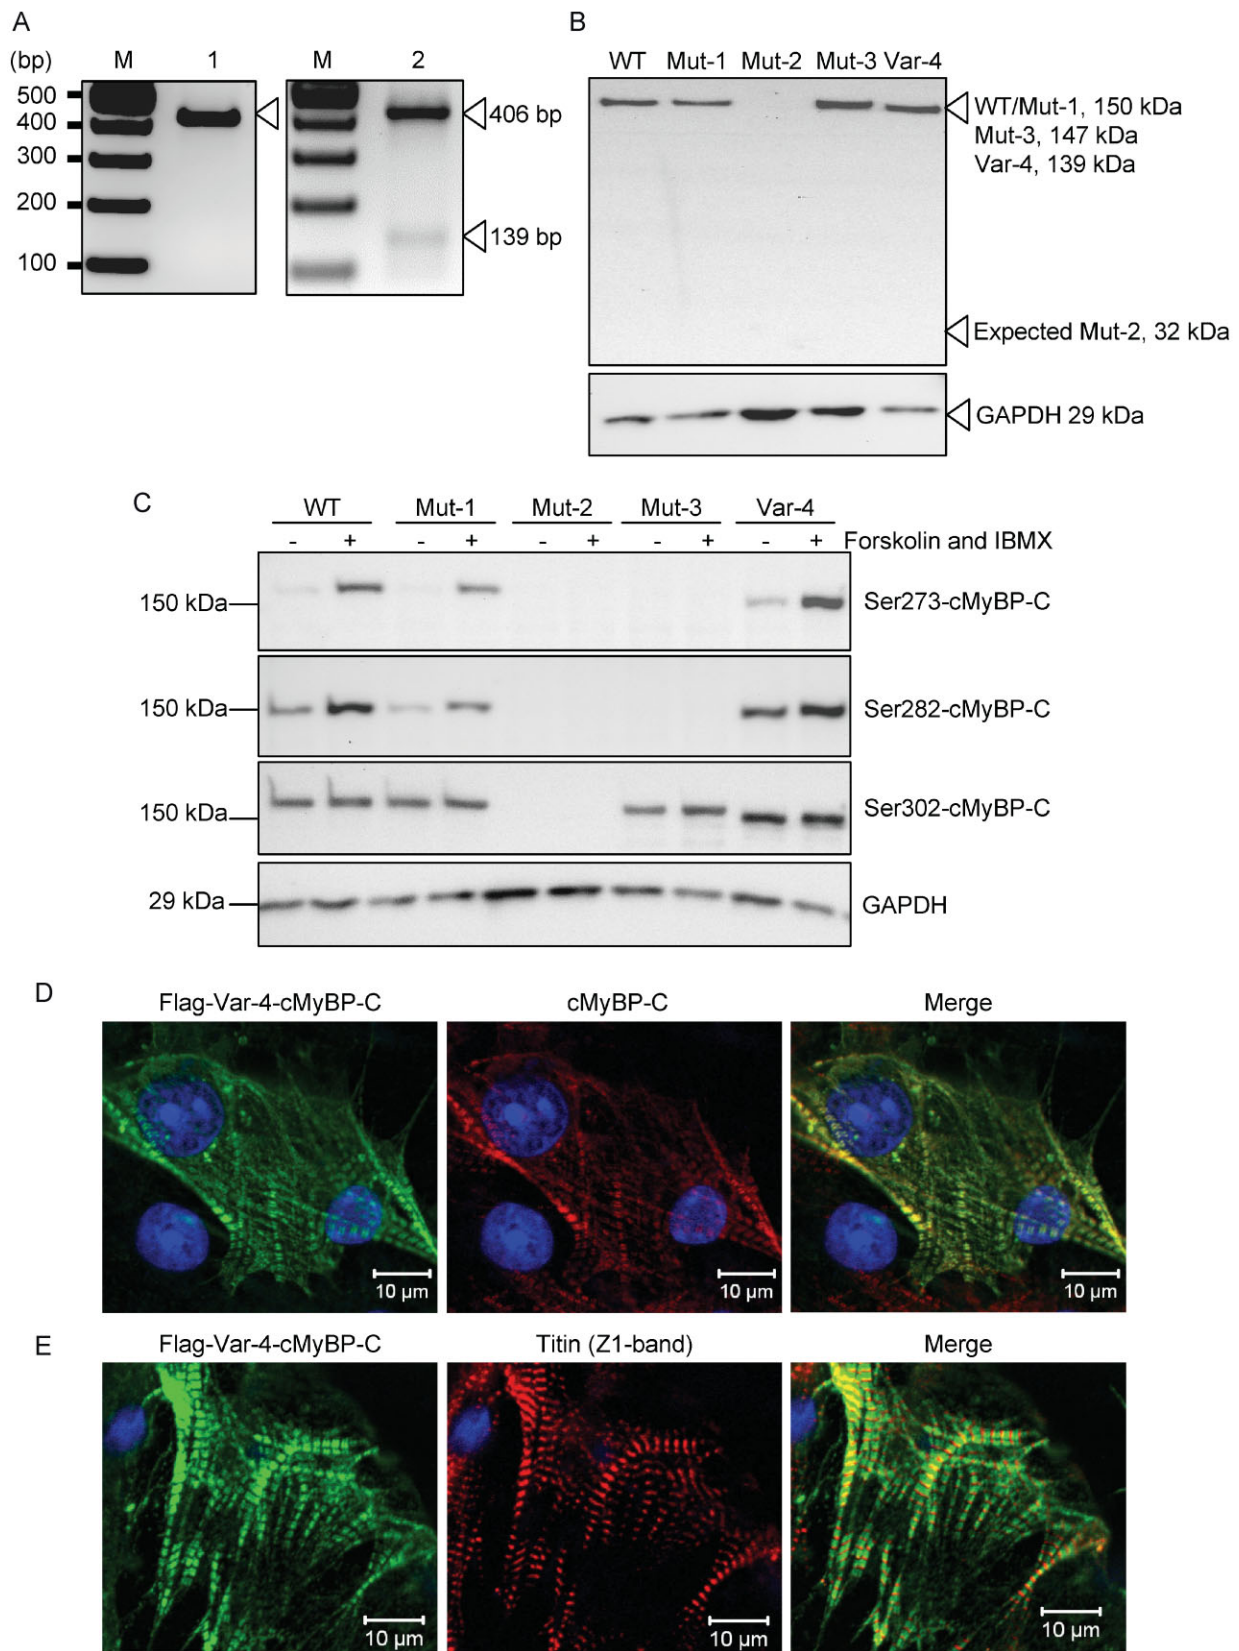 A
(bp) M 1 M 2
500
400
300
200
100
406 bp
139 bp
B
WT Mut-1 Mut-2 Mut-3 Var-4
WT/Mut-1, 150 kDa
Mut-3, 147 kDa
Var-4, 139 kDa
Expected Mut-2, 32 kDa
GAPDH 29 kDa
C
WT Mut-1 Mut-2 Mut-3 Var-4
- + - + - + - + - + Forskolin and IBMX
150 kDa Ser273-cMyBP-C
150 kDa Ser282-cMyBP-C
150 kDa Ser302-cMyBP-C
29 kDa GAPDH
D
Flag-Var-4-cMyBP-C cMyBP-C Merge
10 µm 10 µm 10 µm
E
Flag-Var-4-cMyBP-C Titin (Z1-band) Merge
10 µm 10 µm 10 µm